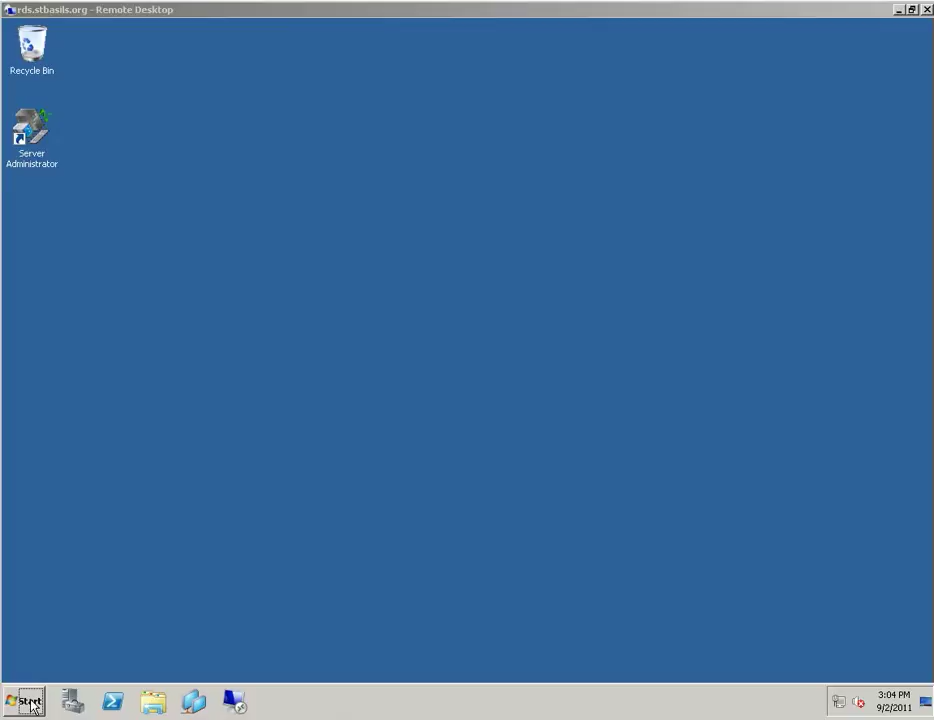 rds.stbasils.org - Remote Desktop
Recycle Bin
Server
Administrator
Start
3:04 PM
9/2/2011